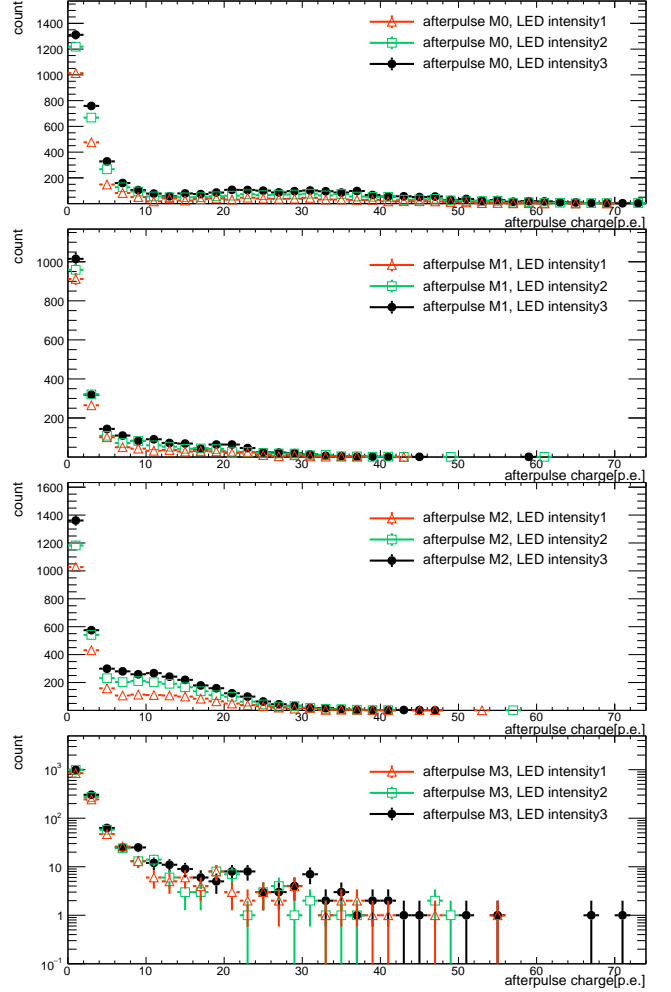 count
1400
1200
1000
800
600
400
200
0 10 20 30 40 50 60 70
afterpulse charge[p.e.]
afterpulse M0, LED intensity1
afterpulse M0, LED intensity2
afterpulse M0, LED intensity3
count
1000
800
600
400
200
0 10 20 30 40 50 60 70
afterpulse charge[p.e.]
afterpulse M1, LED intensity1
afterpulse M1, LED intensity2
afterpulse M1, LED intensity3
count
1600
1400
1200
1000
800
600
400
200
0 10 20 30 40 50 60 70
afterpulse charge[p.e.]
afterpulse M2, LED intensity1
afterpulse M2, LED intensity2
afterpulse M2, LED intensity3
count
10³
10²
10
1
10⁻¹
0 10 20 30 40 50 60 70
afterpulse charge[p.e.]
afterpulse M3, LED intensity1
afterpulse M3, LED intensity2
afterpulse M3, LED intensity3